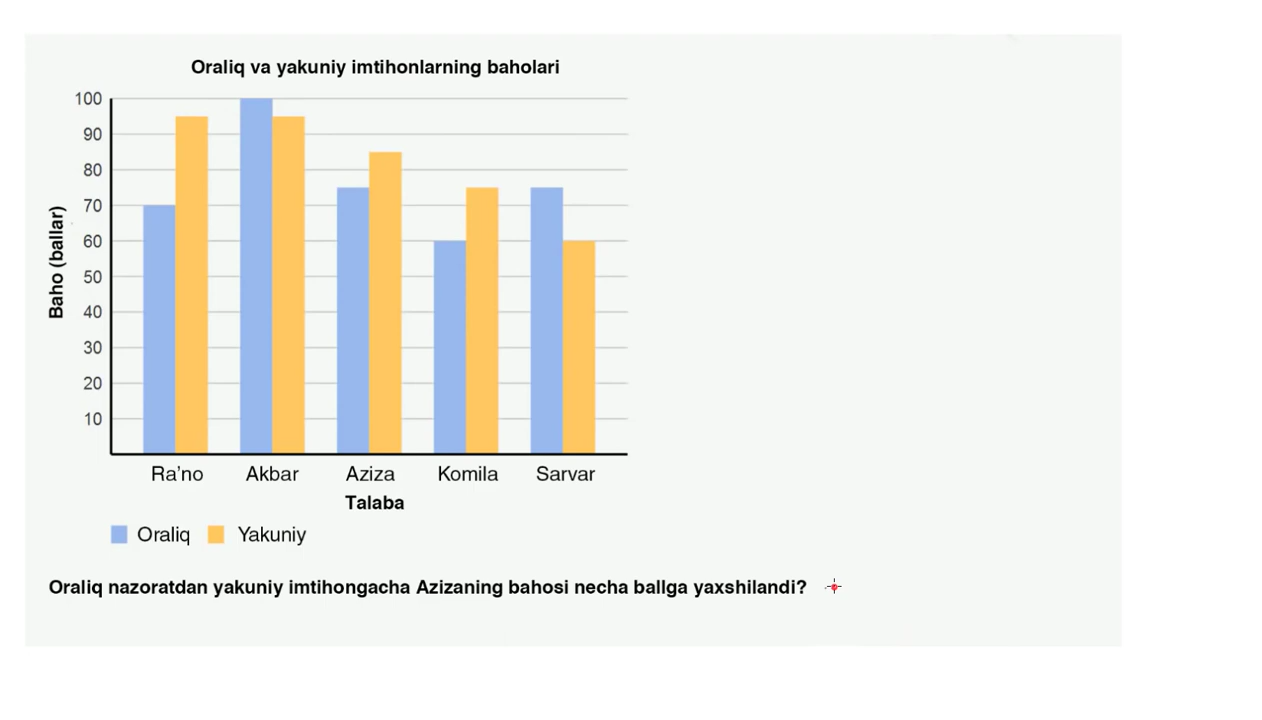 Oraliq va yakuniy imtihonlarning baholari
100
90
80
70
60
50
40
30
20
10
Baho (ballar)
Ra’no Akbar Aziza Komila Sarvar
Talaba
Oraliq Yakuniy
Oraliq nazoratdan yakuniy imtihongacha Azizaning bahosi necha ballga yaxshilandi?